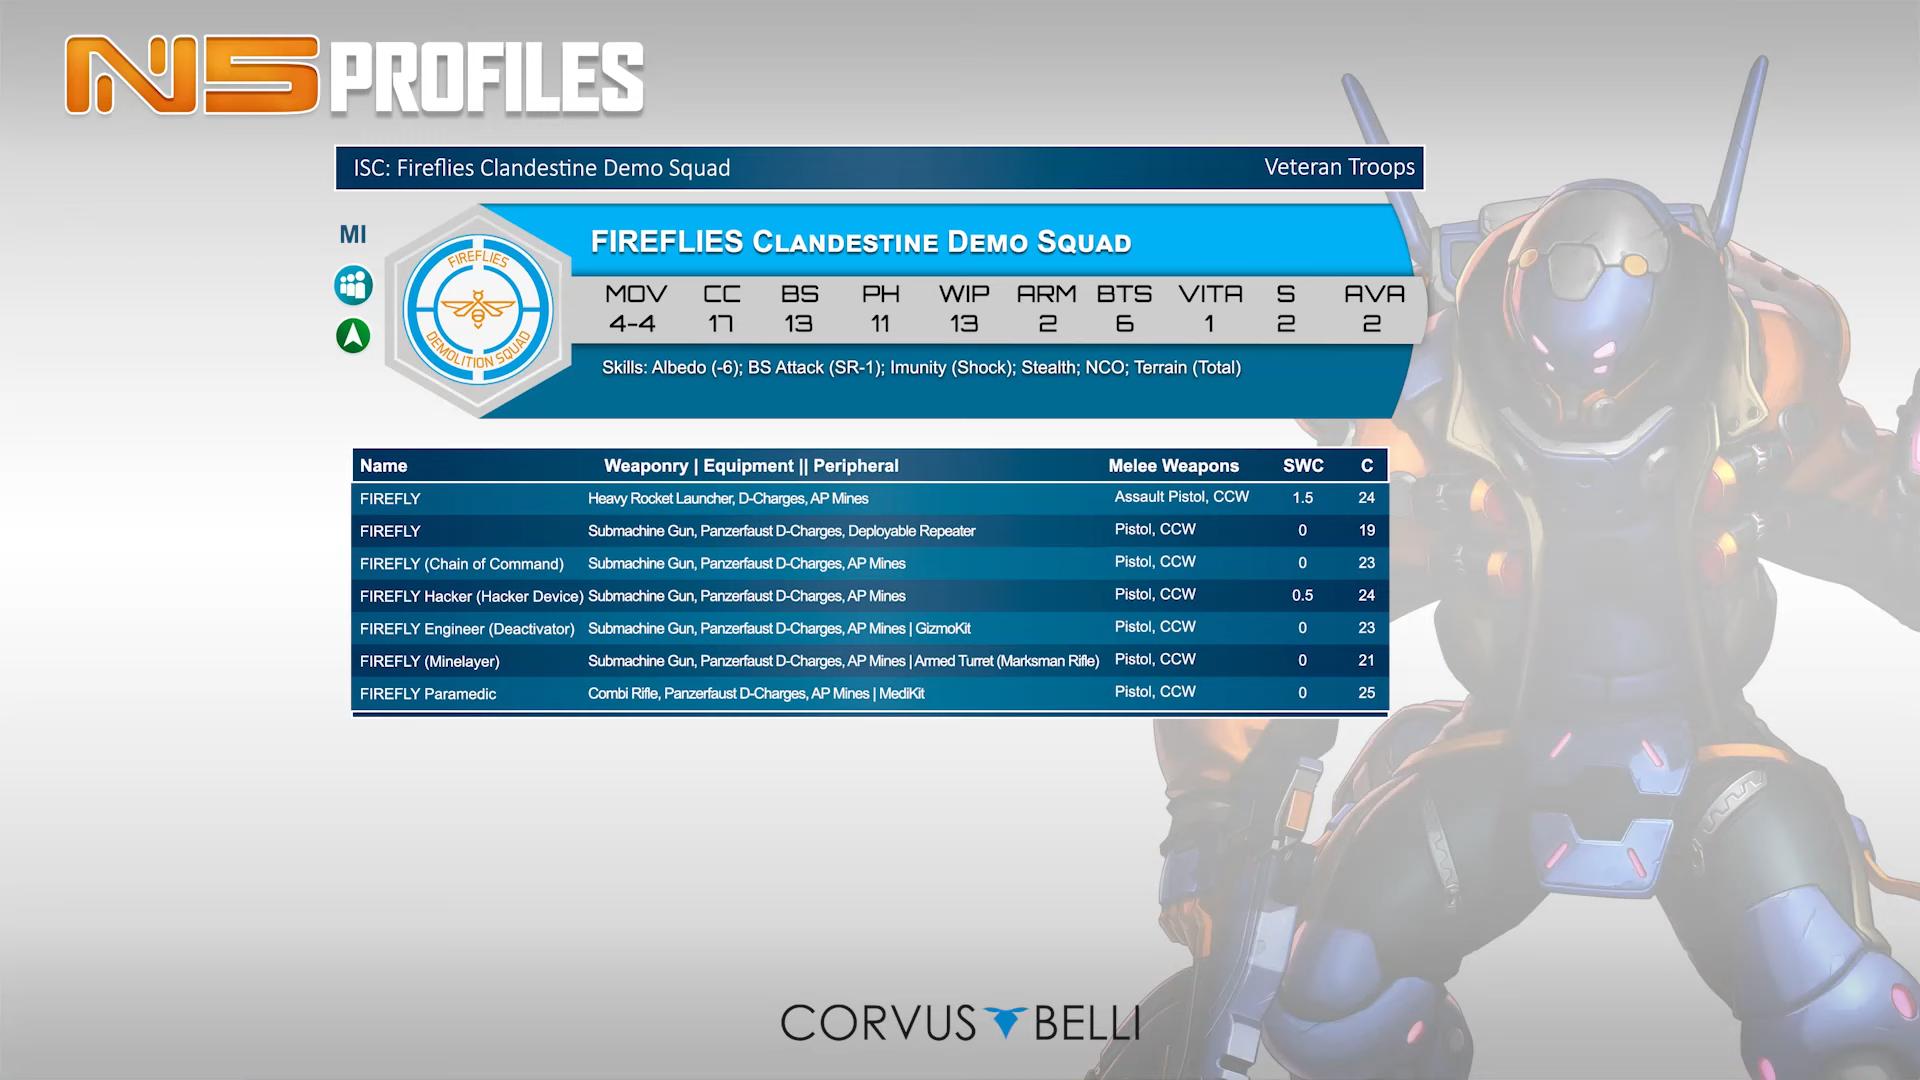 N5 PROFILES
ISC: Fireflies Clandestine Demo Squad Veteran Troops
MI
FIREFLIES
DEMOLITION SQUAD
FIREFLIES Clandestine Demo Squad
MOV CC BS PH WIP ARM BTS VITA S AVA
4-4 17 13 11 13 2 6 1 2 2
Skills: Albedo (-6); BS Attack (SR-1); Imunity (Shock); Stealth; NCO; Terrain (Total)
Name Weaponry | Equipment || Peripheral Melee Weapons SWC C
FIREFLY Heavy Rocket Launcher, D-Charges, AP Mines Assault Pistol, CCW 1.5 24
FIREFLY Submachine Gun, Panzerfaust D-Charges, Deployable Repeater Pistol, CCW 0 19
FIREFLY (Chain of Command) Submachine Gun, Panzerfaust D-Charges, AP Mines Pistol, CCW 0 23
FIREFLY Hacker (Hacker Device) Submachine Gun, Panzerfaust D-Charges, AP Mines Pistol, CCW 0.5 24
FIREFLY Engineer (Deactivator) Submachine Gun, Panzerfaust D-Charges, AP Mines | GizmoKit Pistol, CCW 0 23
FIREFLY (Minelayer) Submachine Gun, Panzerfaust D-Charges, AP Mines | Armed Turret (Marksman Rifle) Pistol, CCW 0 21
FIREFLY Paramedic Combi Rifle, Panzerfaust D-Charges, AP Mines | MediKit Pistol, CCW 0 25
CORVUS BELLI